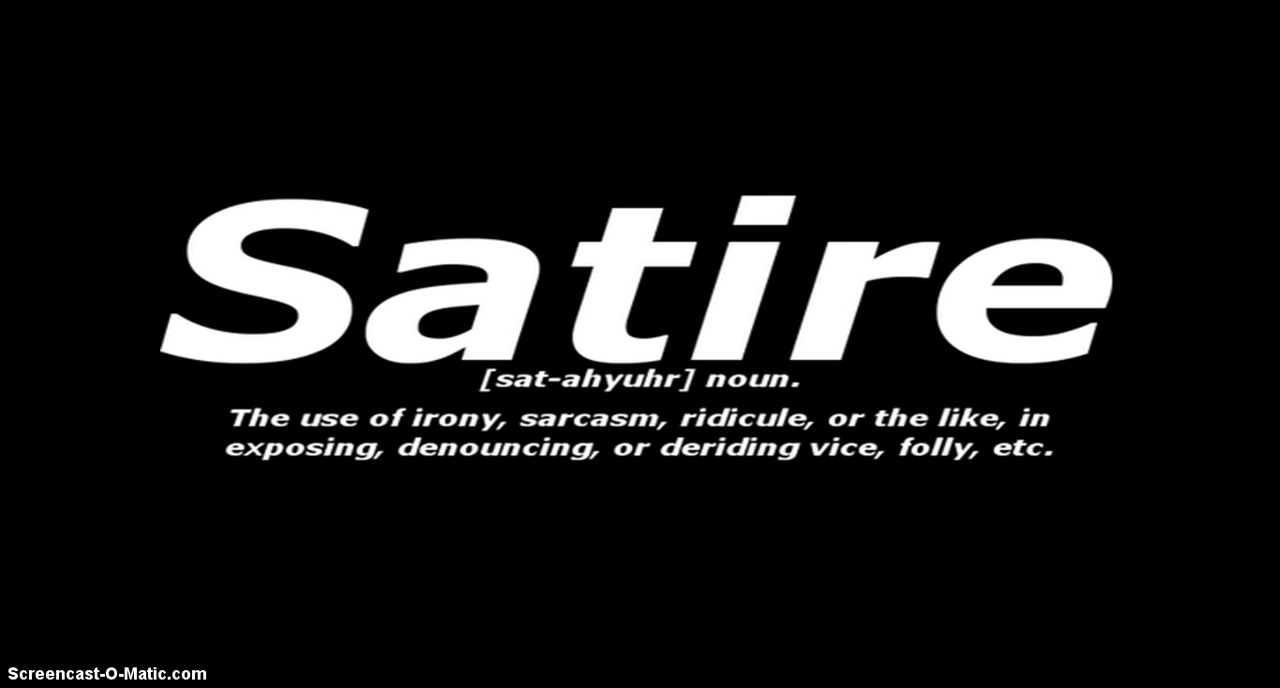 Satire
[sat-ahyuhr] noun.
The use of irony, sarcasm, ridicule, or the like, in
exposing, denouncing, or deriding vice, folly, etc.
Screencast-O-Matic.com